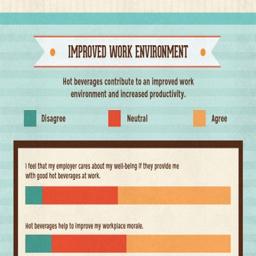 IMPROVED WORK ENVIRONMENT
Hot beverages contribute to an improved work
environment and increased productivity.
Disagree Neutral Agree
I feel that my employer cares about my well-being if they provide me
with good hot beverages at work.
Hot beverages help to improve my workplace morale.